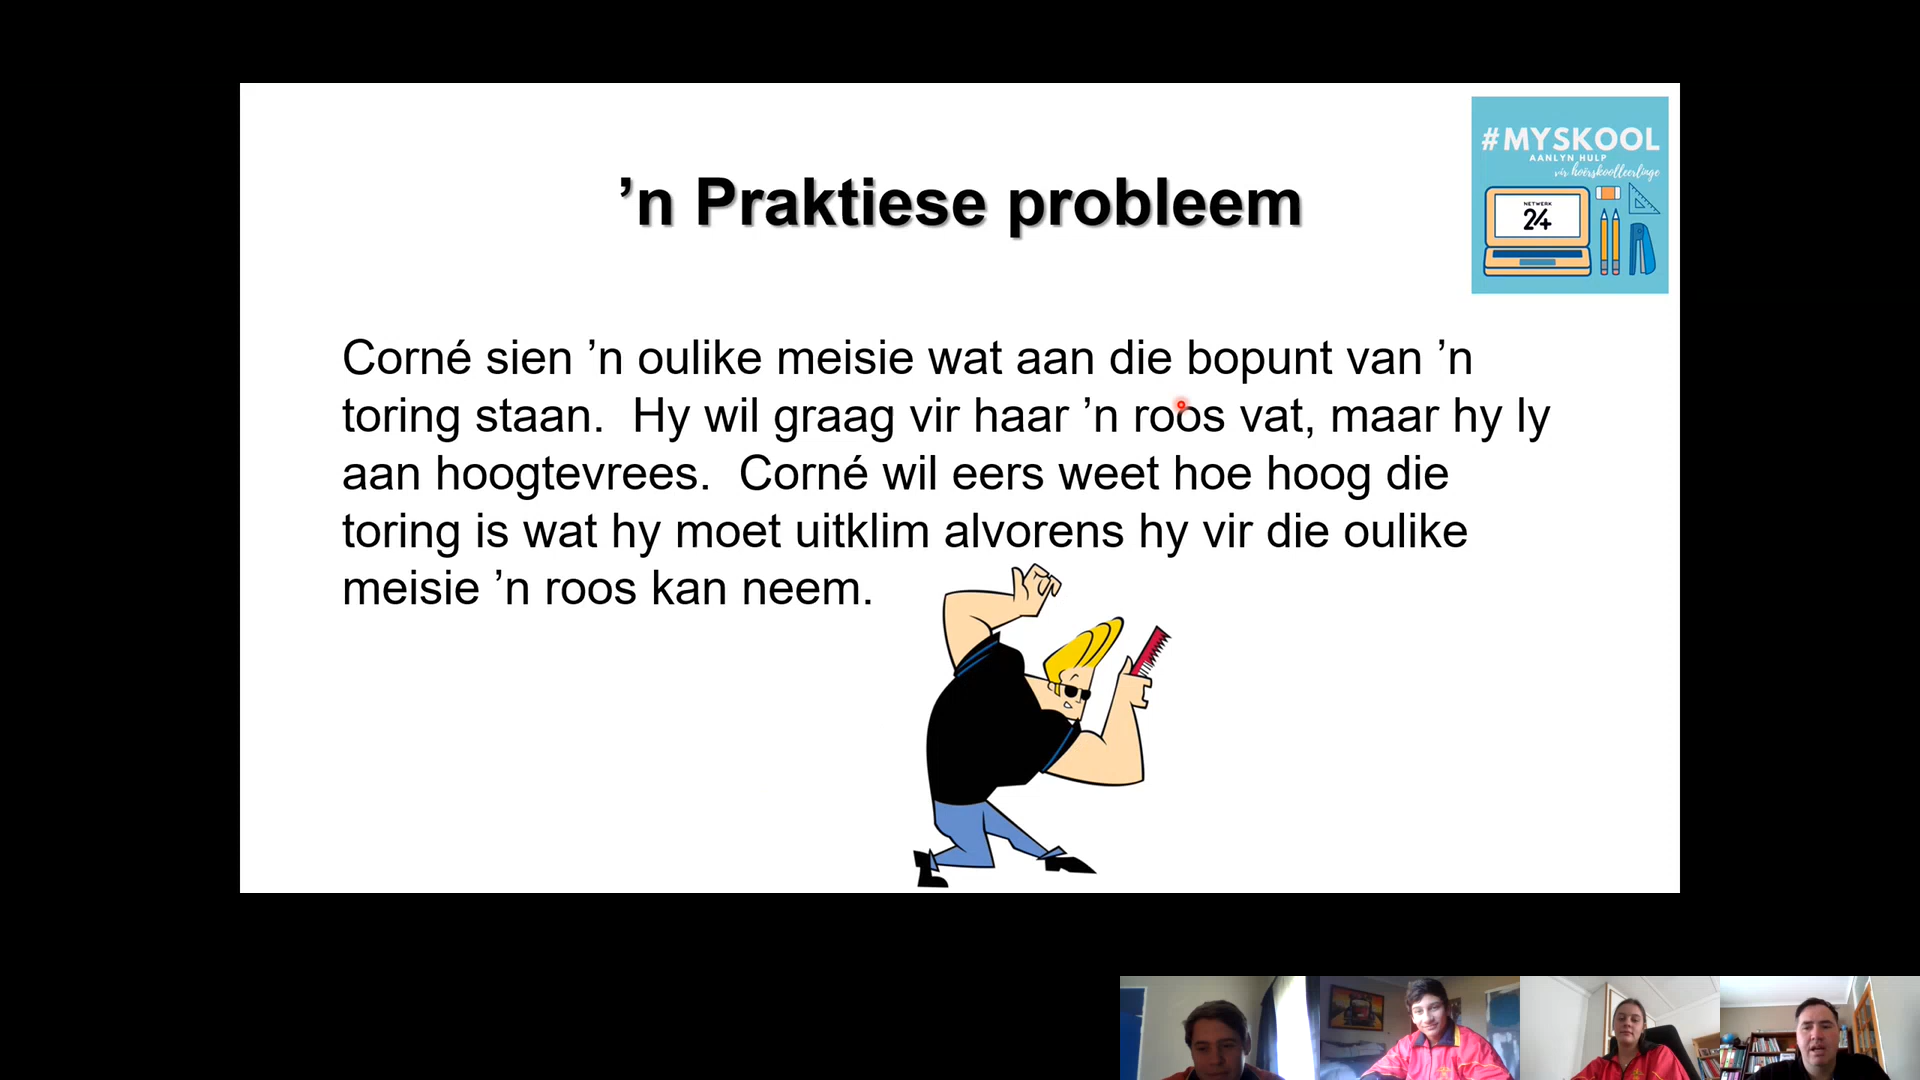 #MYSKOOL
AANLYN HULP
vir hoërskoolleerlinge
NETWERK
24
’n Praktiese probleem
Corné sien ’n oulike meisie wat aan die bopunt van ’n
toring staan.  Hy wil graag vir haar ’n roos vat, maar hy ly
aan hoogtevrees.  Corné wil eers weet hoe hoog die
toring is wat hy moet uitklim alvorens hy vir die oulike
meisie ’n roos kan neem.